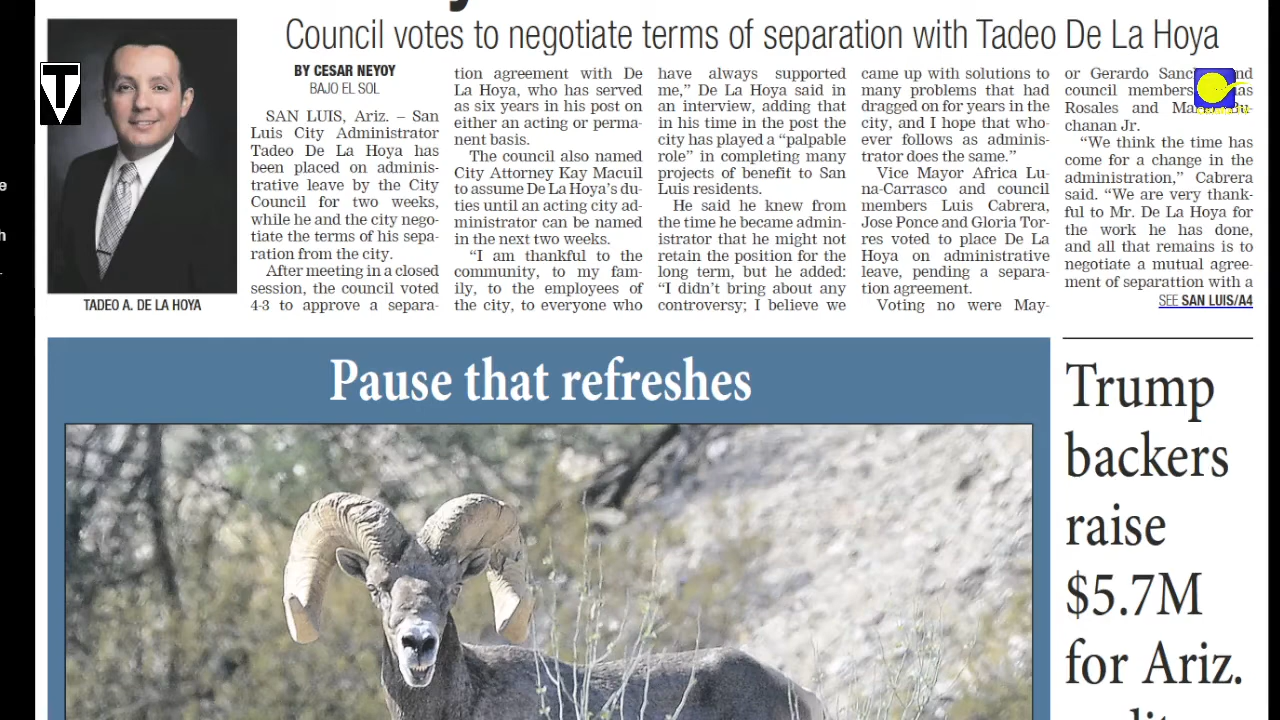 Council votes to negotiate terms of separation with Tadeo De La Hoya
TADEO A. DE LA HOYA
BY CESAR NEYOY
BAJO EL SOL
SAN LUIS, Ariz. – San
Luis City Administrator
Tadeo De La Hoya has
been placed on adminis-
trative leave by the City
Council for two weeks,
while he and the city nego-
tiate the terms of his sepa-
ration from the city.
After meeting in a closed
session, the council voted
4-3 to approve a separa-
tion agreement with De
La Hoya, who has served
as six years in his post on
either an acting or perma-
nent basis.
The council also named
City Attorney Kay Macuil
to assume De La Hoya's du-
ties until an acting city ad-
ministrator can be named
in the next two weeks.
"I am thankful to the
community, to my fam-
ily, to the employees of
the city, to everyone who
have always supported
me," De La Hoya said in
an interview, adding that
in his time in the post the
city has played a "palpable
role" in completing many
projects of benefit to San
Luis residents.
He said he knew from
the time he became admin-
istrator that he might not
retain the position for the
long term, but he added:
"I didn't bring about any
controversy; I believe we
came up with solutions to
many problems that had
dragged on for years in the
city, and I hope that who-
ever follows as adminis-
trator does the same."
Vice Mayor Africa Lu-
na-Carrasco and council
members Luis Cabrera,
Jose Ponce and Gloria Tor-
res voted to place De La
Hoya on administrative
leave, pending a separa-
tion agreement.
Voting no were May-
or Gerardo
council members
Rosales and
chanan Jr.
"We think the time has
come for a change in the
administration," Cabrera
said. "We are very thank-
ful to Mr. De La Hoya for
the work he has done,
and all that remains is to
negotiate a mutual agree-
ment of separattion with a
SEE SAN LUIS/A4
Pause that refreshes
Trump
backers
raise
$5.7M
for Ariz.